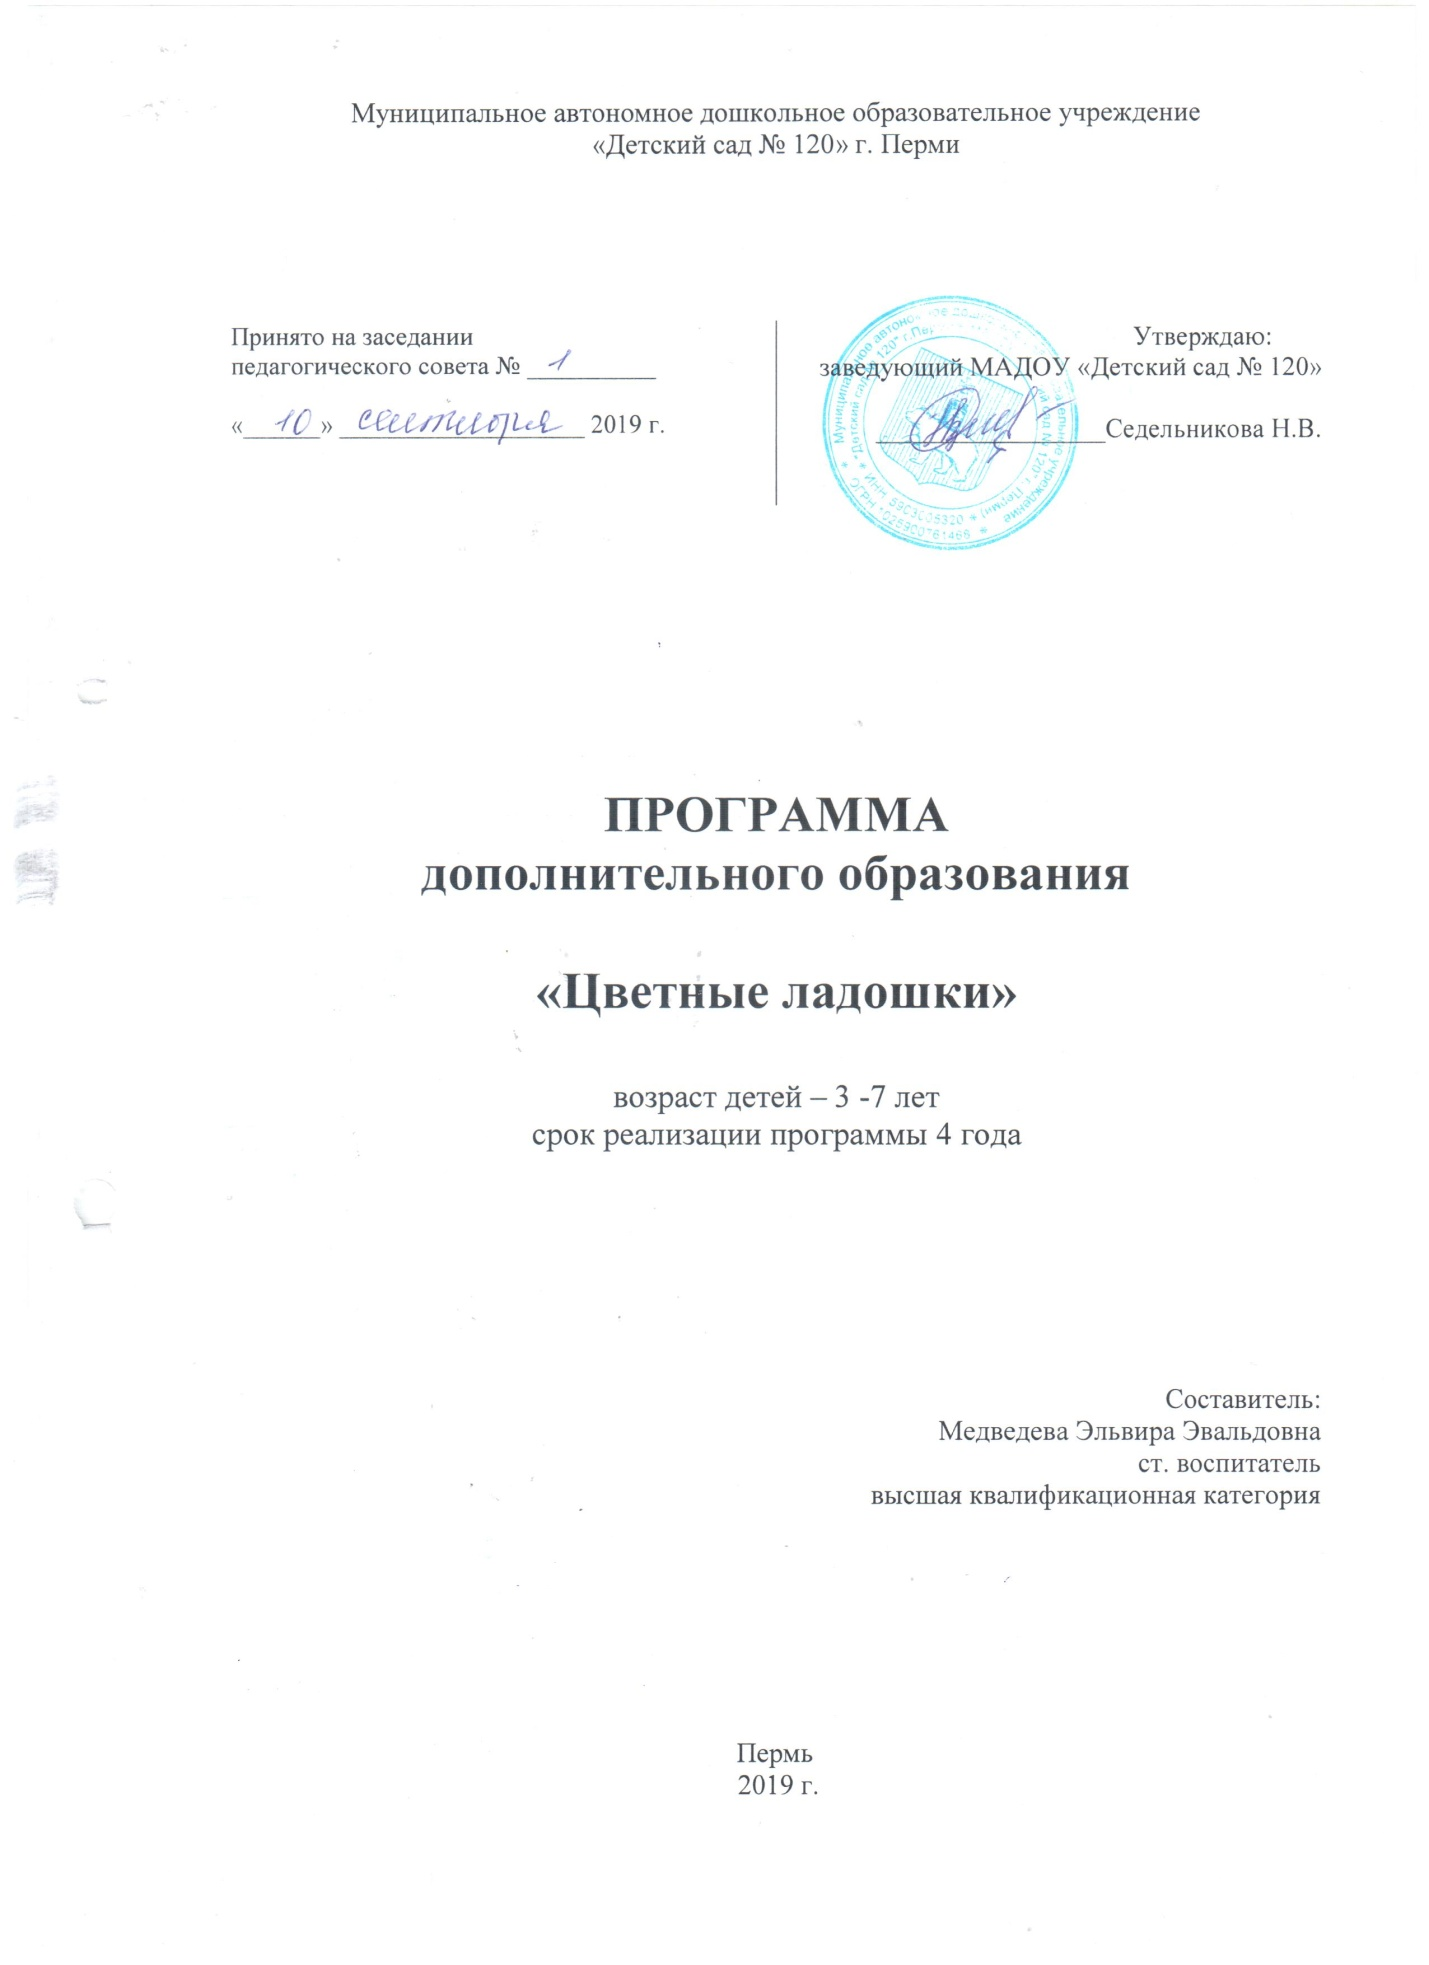 Муниципальное автономное дошкольное образовательное учреждение
«Детский сад № 120» г. Перми
Принято на заседании
педагогического совета № 1
«10» сентября 2019 г.
Утверждаю:
заведующий МАДОУ «Детский сад № 120»
Седельникова Н.В.
ПРОГРАММА
дополнительного образования
«Цветные ладошки»
возраст детей – 3 -7 лет
срок реализации программы 4 года
Составитель:
Медведева Эльвира Эвальдовна
ст. воспитатель
высшая квалификационная категория
Пермь
2019 г.